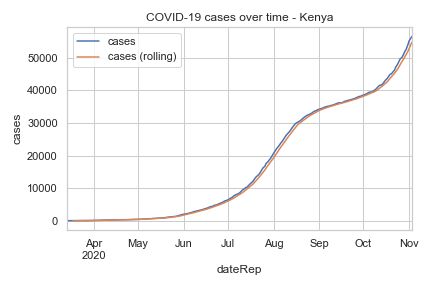 COVID-19 cases over time - Kenya
cases
cases (rolling)
cases
50000
40000
30000
20000
10000
0
Apr May Jun Jul Aug Sep Oct Nov
2020
dateRep